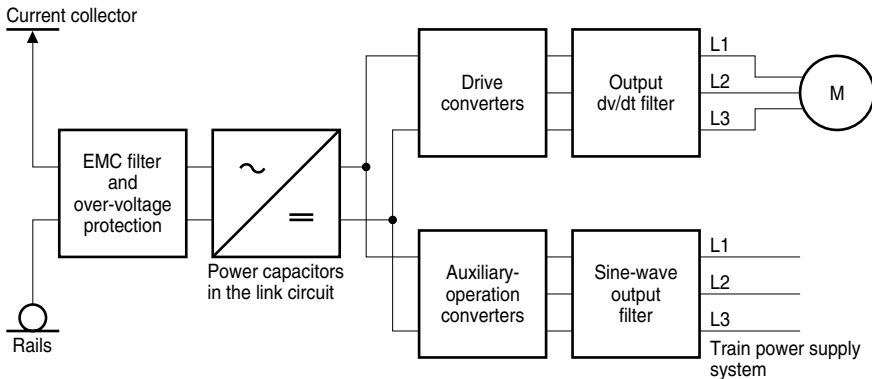 Current collector
EMC filter
and
over-voltage
protection
Rails
Power capacitors
in the link circuit
Drive
converters
Output
dv/dt filter
L1
L2
L3
M
Auxiliary-
operation
converters
Sine-wave
output
filter
L1
L2
L3
Train power supply
system